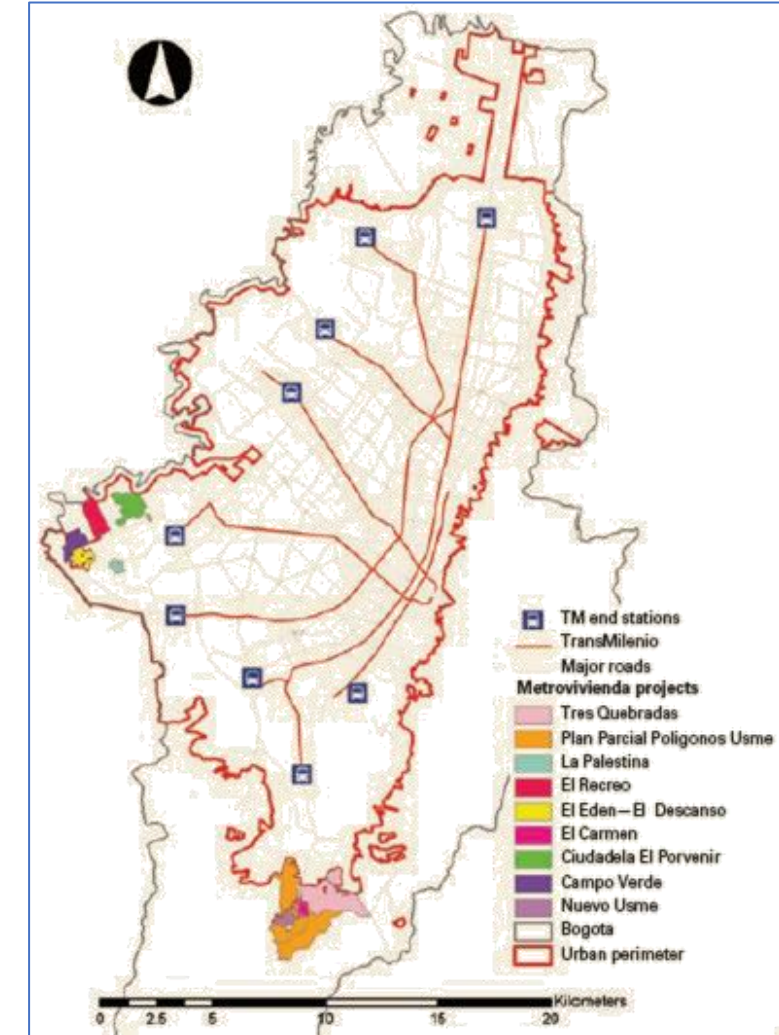 TM end stations
TransMilenio
Major roads
Metrovivienda projects
Tres Quebradas
Plan Parcial Poligonos Usme
La Palestina
El Recreo
El Eden—El Descanso
El Carmen
Ciudadela El Porvenir
Campo Verde
Nuevo Usme
Bogota
Urban perimeter
Kilometers
0 2.5 5 10 20